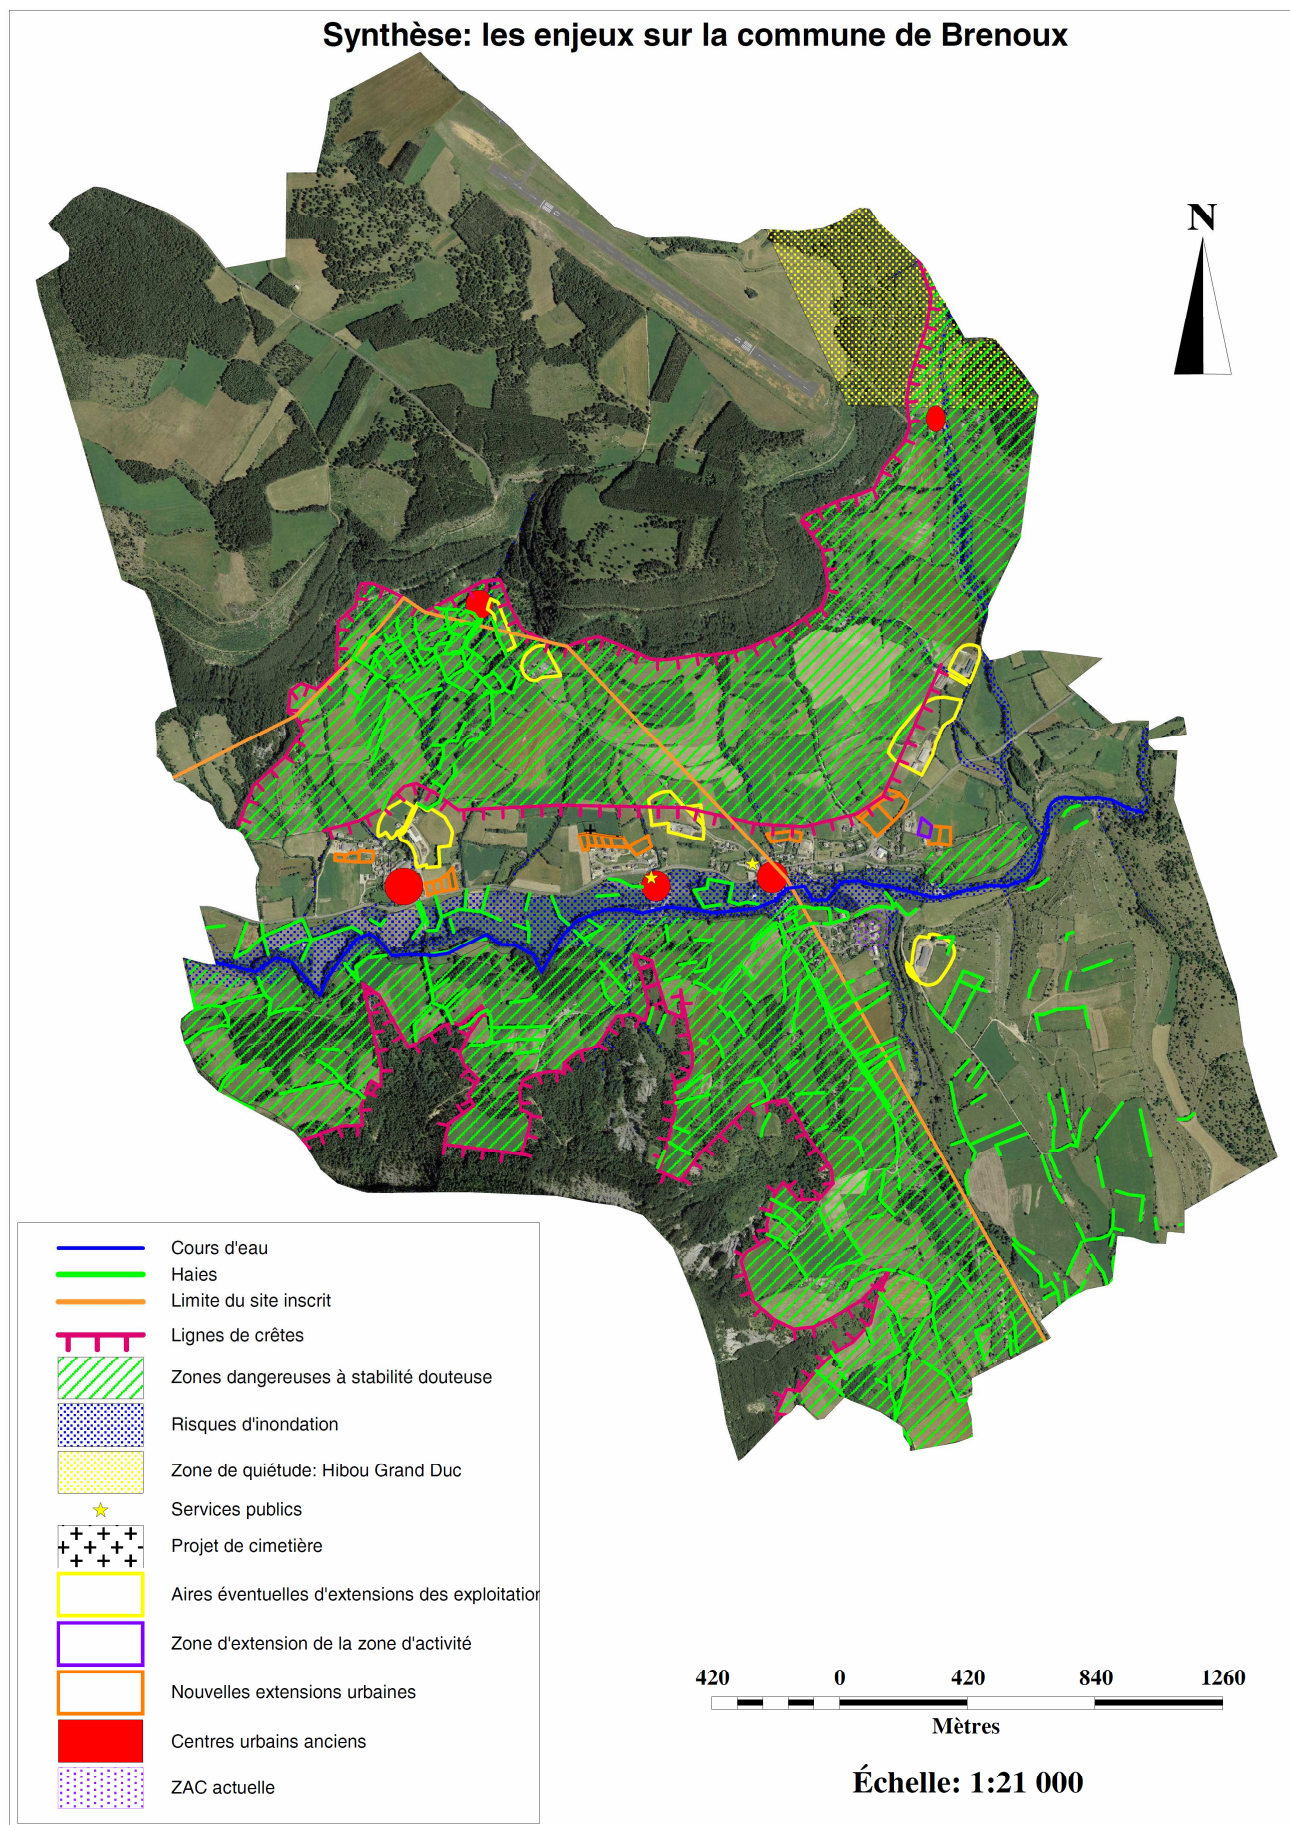 Synthèse: les enjeux sur la commune de Brenoux
N
Cours d'eau
Haies
Limite du site inscrit
Lignes de crêtes
Zones dangereuses à stabilité douteuse
Risques d'inondation
Zone de quiétude: Hibou Grand Duc
Services publics
Projet de cimetière
Aires éventuelles d'extensions des exploitation
Zone d'extension de la zone d'activité
Nouvelles extensions urbaines
Centres urbains anciens
ZAC actuelle
420 0 420 840 1260
Mètres
Échelle: 1:21 000